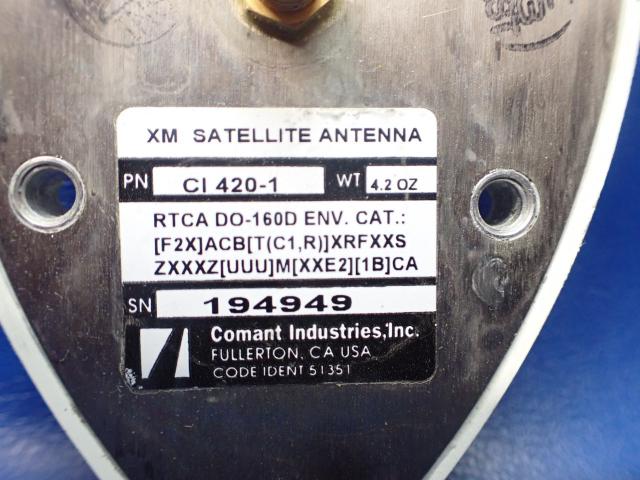 XM SATELLITE ANTENNA
PN CI 420-1 WT 4.2 OZ
RTCA DO-160D ENV. CAT.:
[F2X]ACB[T(C1,R)]XRFXXS
ZXXXZ[UUU]M[XXE2][1B]CA
SN 194949
Comant Industries, Inc.
FULLERTON, CA USA
CODE IDENT 51351